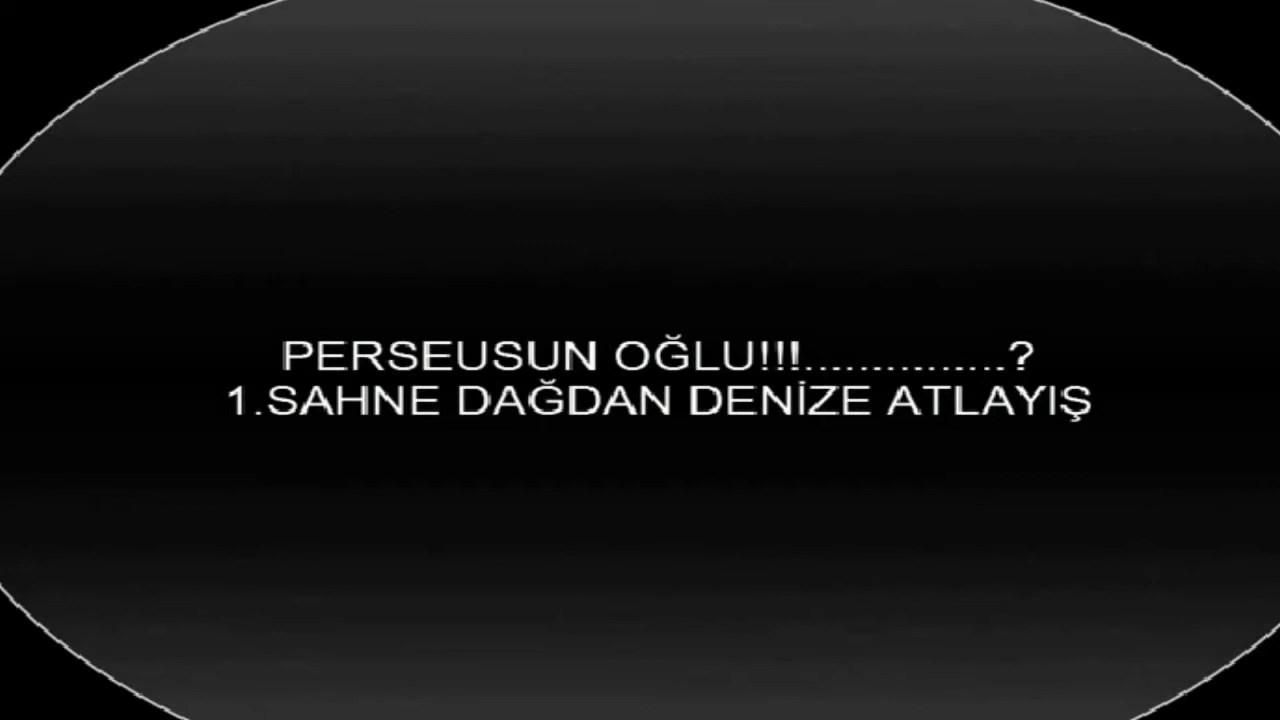 PERSEUSUN OĞLU!!!...............?
1.SAHNE DAĞDAN DENİZE ATLAYIŞ